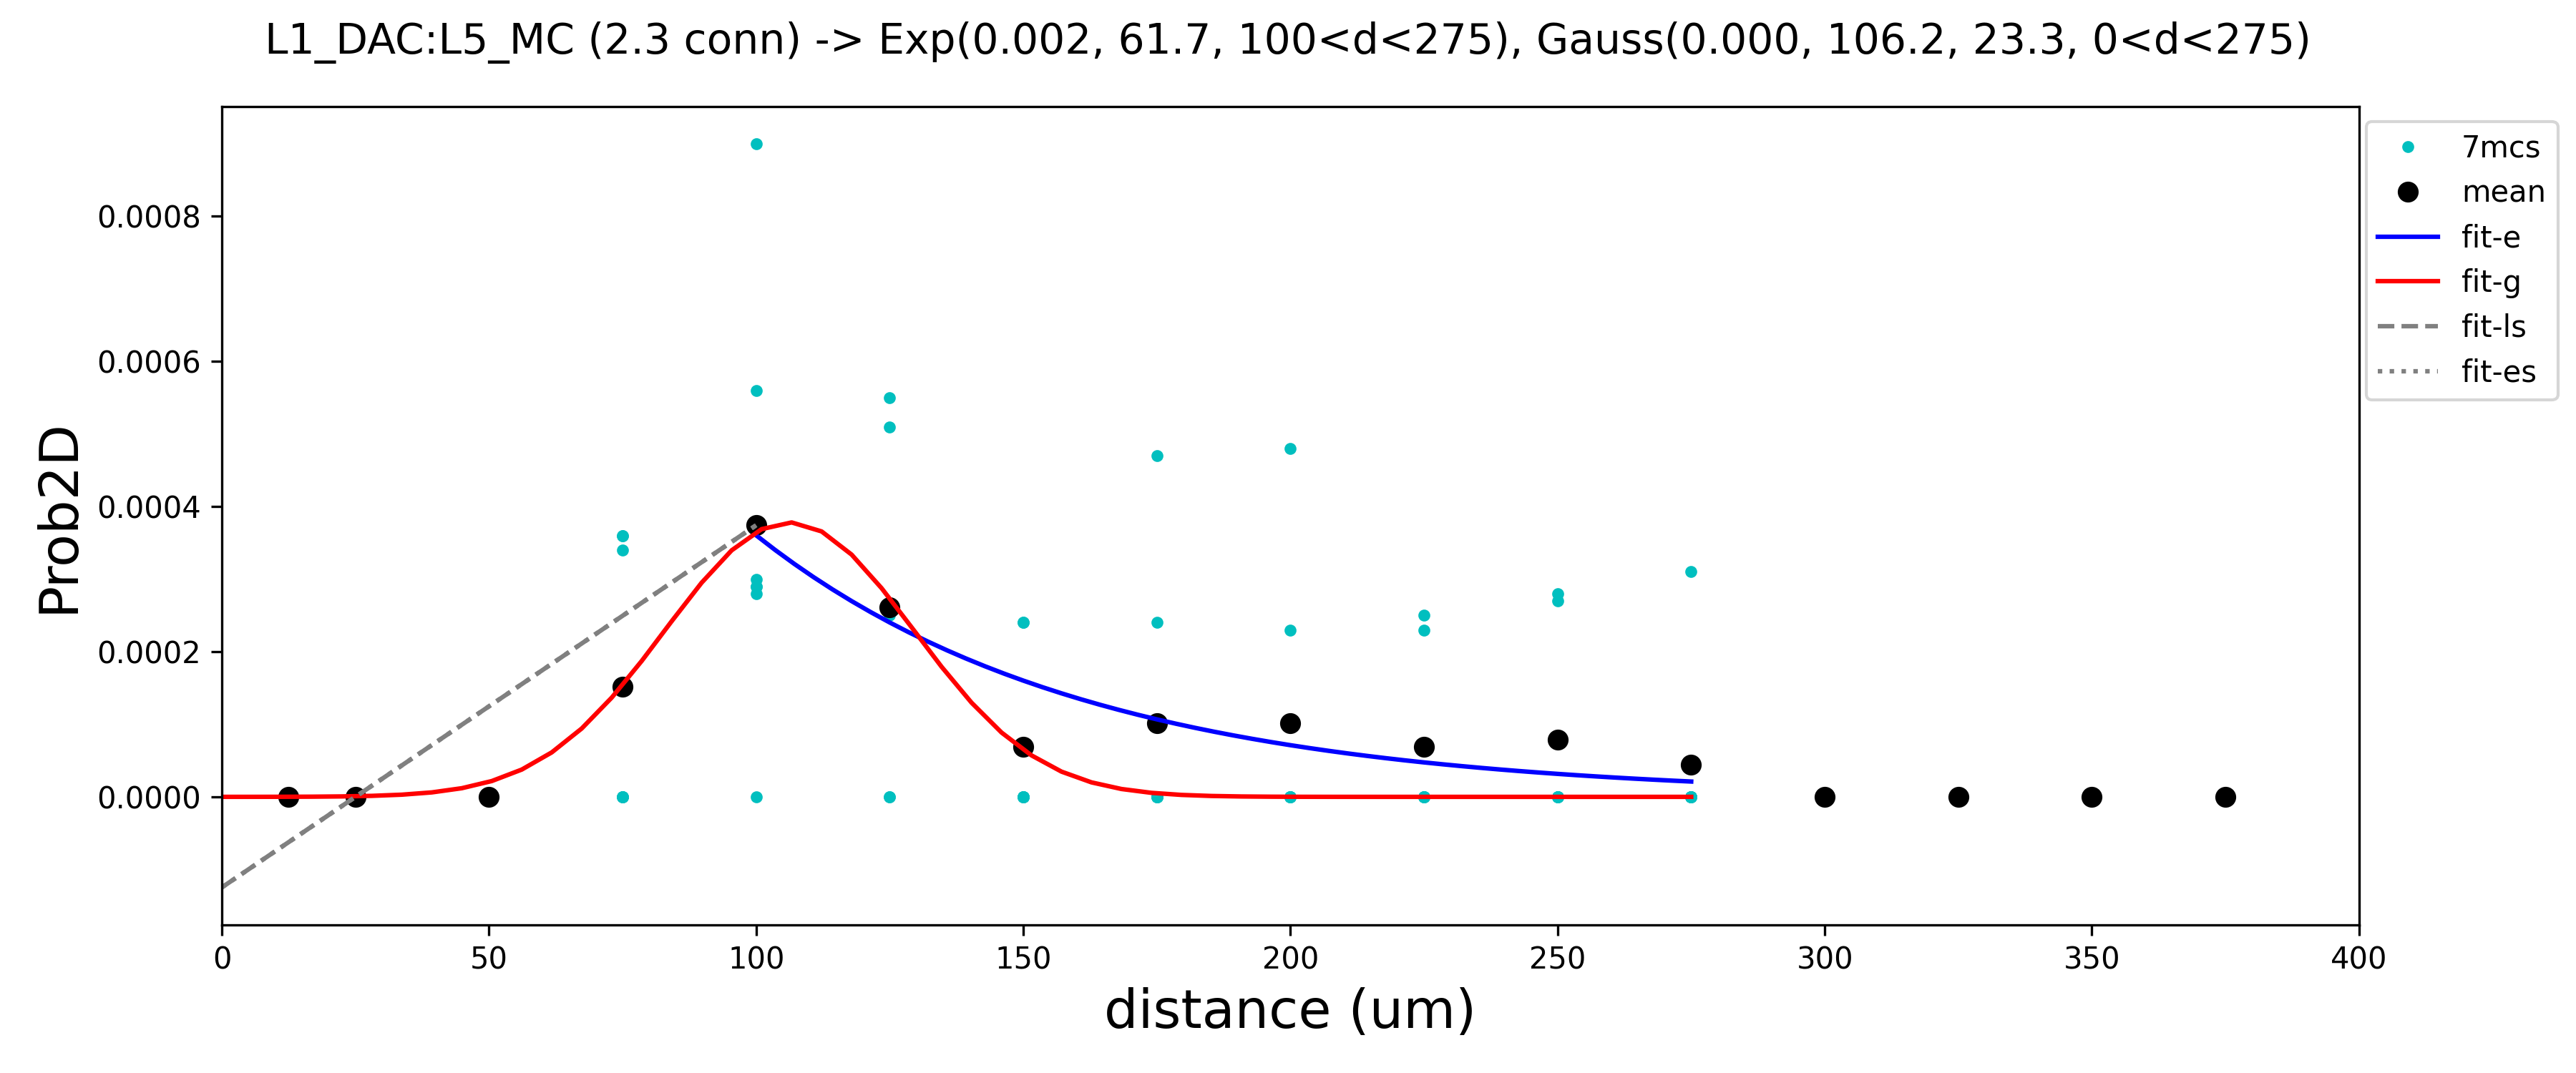 L1_DAC:L5_MC (2.3 conn) -> Exp(0.002, 61.7, 100<d<275), Gauss(0.000, 106.2, 23.3, 0<d<275)
7mcs
mean
fit-e
fit-g
fit-ls
fit-es
Prob2D
0.0008
0.0006
0.0004
0.0002
0.0000
0 50 100 150 200 250 300 350 400
distance (um)